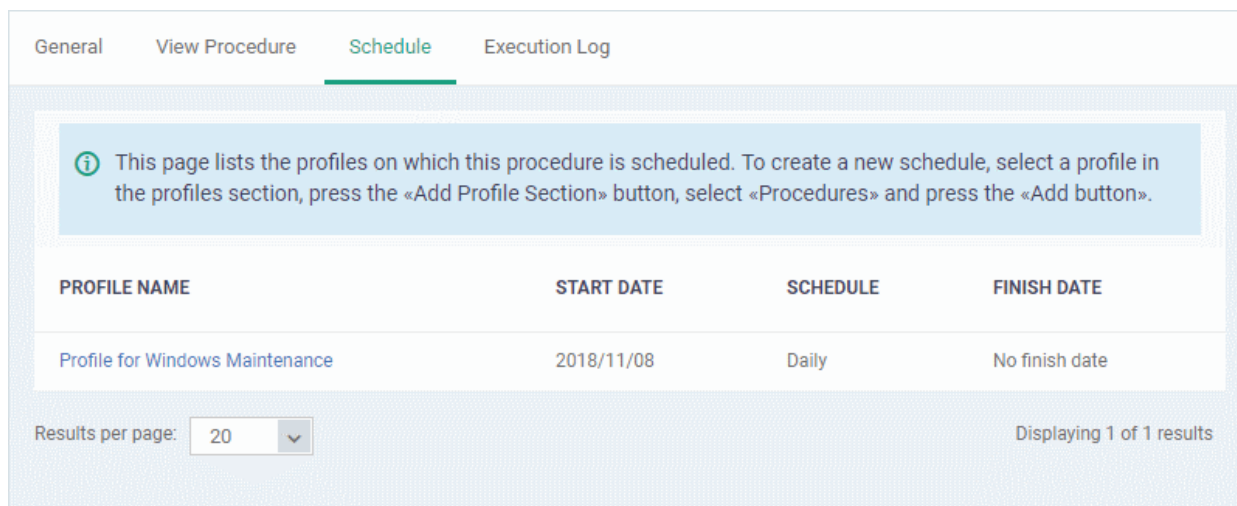 General View Procedure Schedule Execution Log
This page lists the profiles on which this procedure is scheduled. To create a new schedule, select a profile in
the profiles section, press the «Add Profile Section» button, select «Procedures» and press the «Add button».
PROFILE NAME START DATE SCHEDULE FINISH DATE
Profile for Windows Maintenance 2018/11/08 Daily No finish date
Results per page: 20 Displaying 1 of 1 results